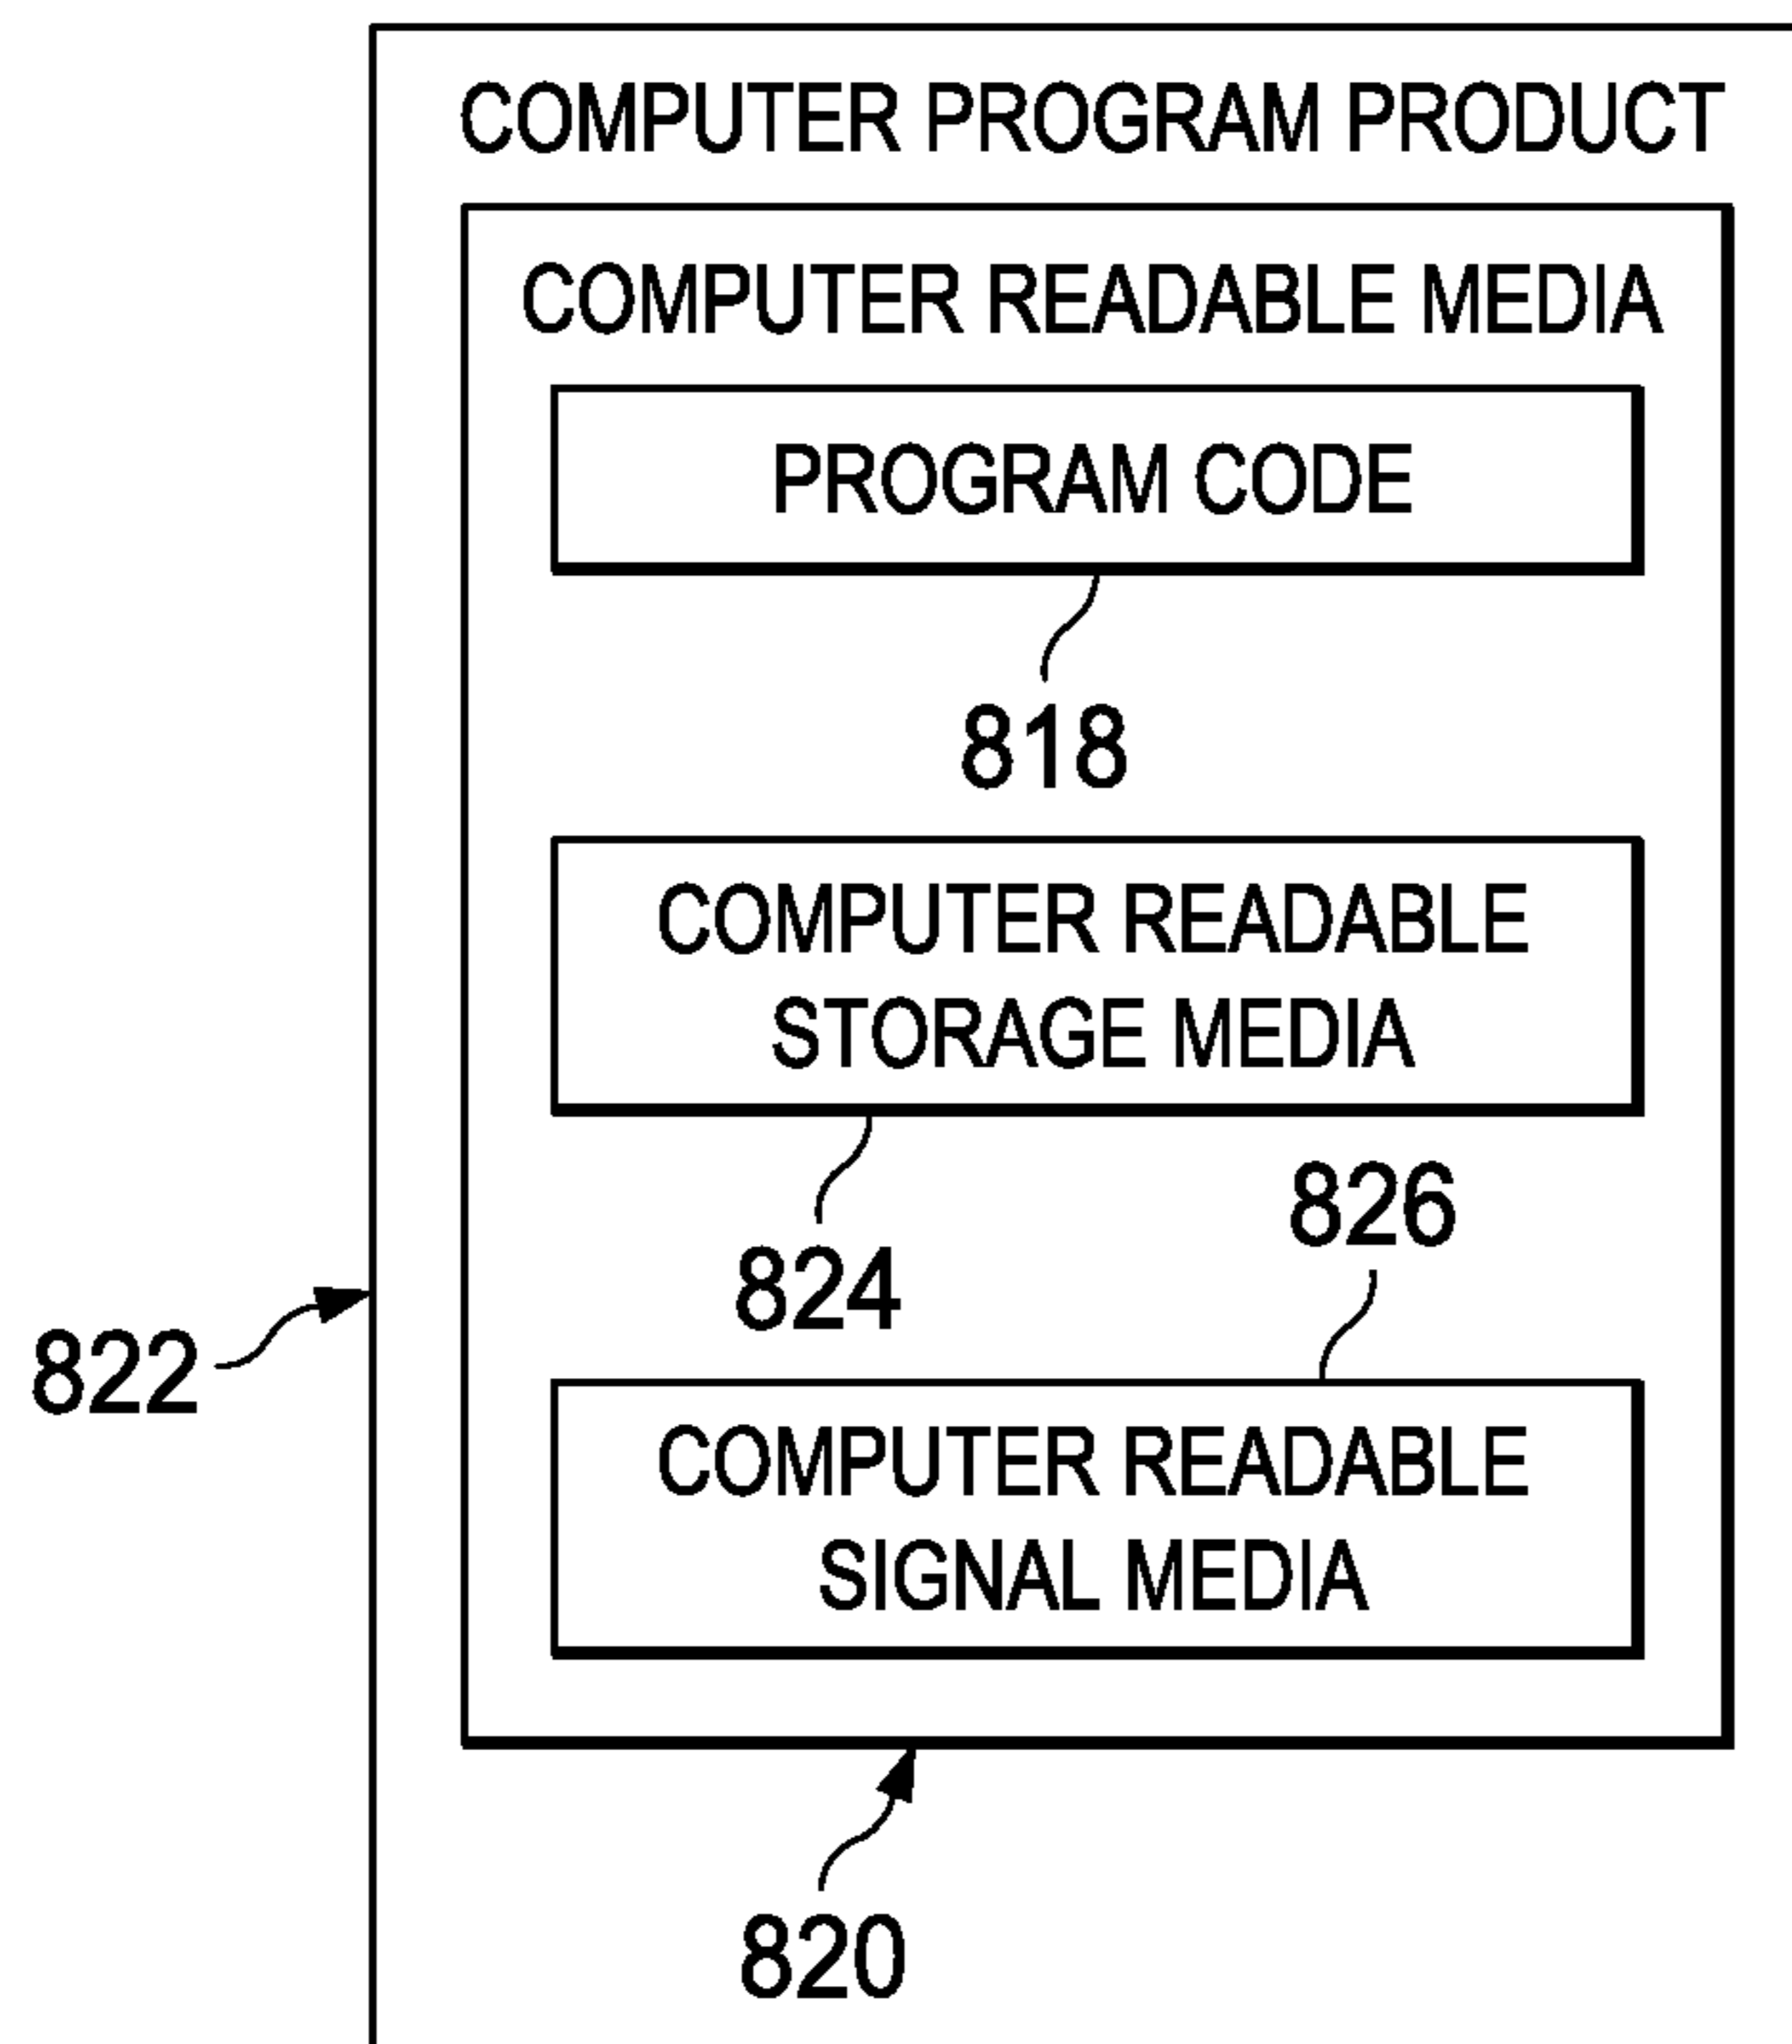 COMPUTER PROGRAM PRODUCT
COMPUTER READABLE MEDIA
PROGRAM CODE
818
COMPUTER READABLE
STORAGE MEDIA
826
824
822
COMPUTER READABLE
SIGNAL MEDIA
820